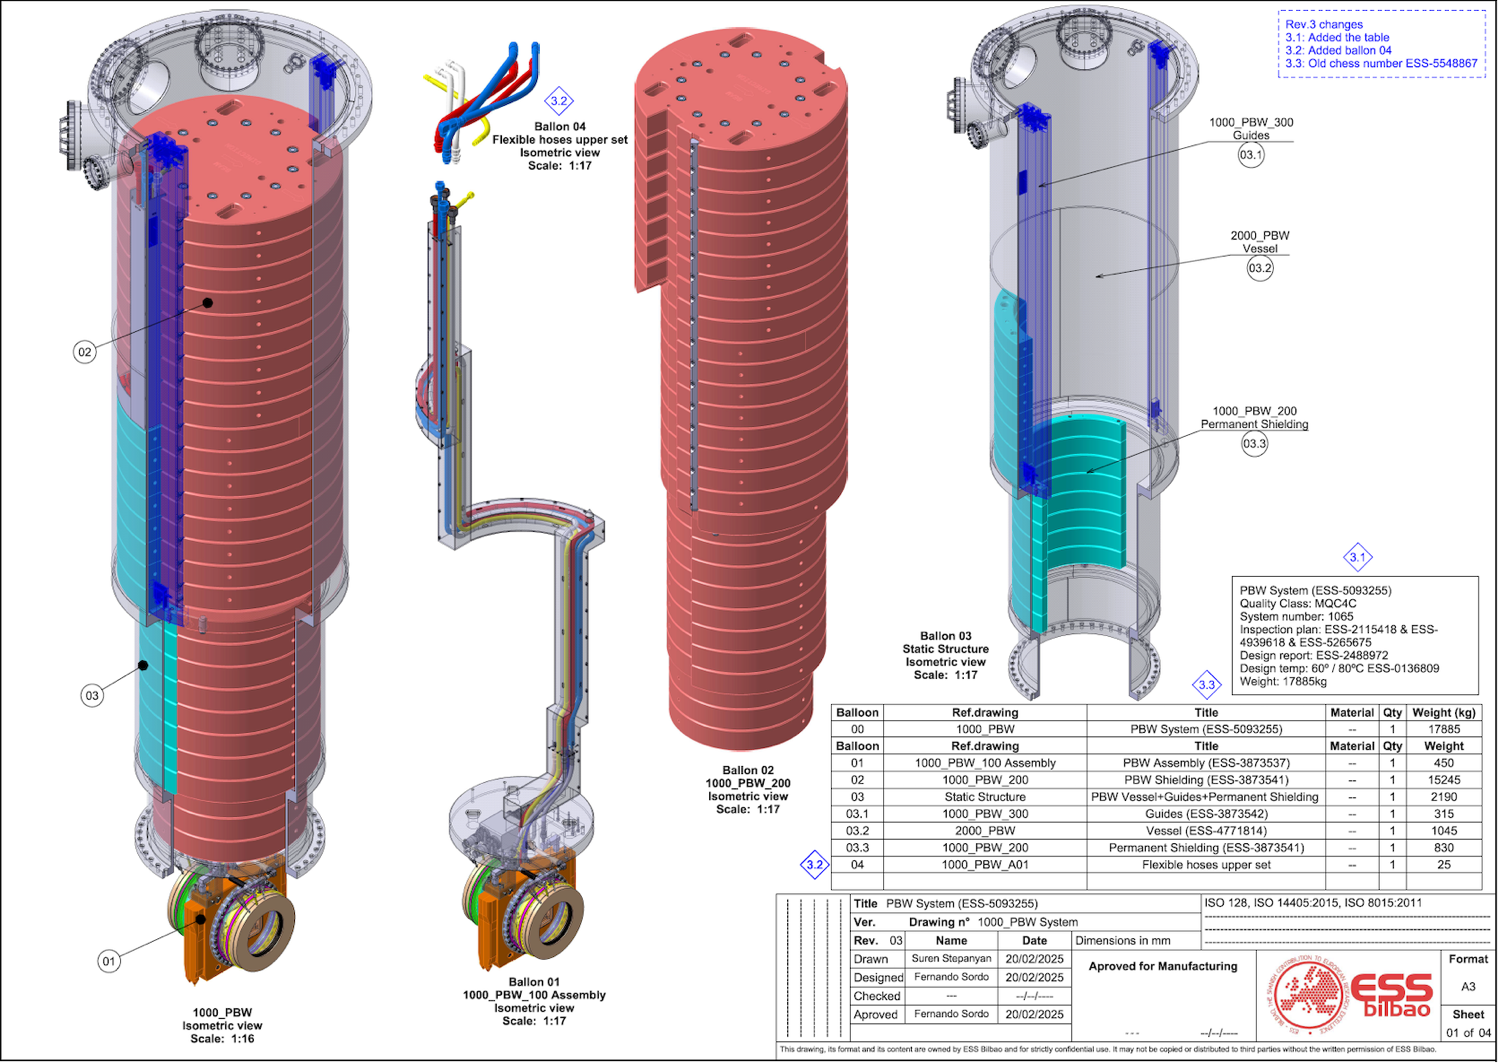 Rev.3 changes
3.1: Added the table
3.2: Added ballon 04
3.3: Old chess number ESS-5548867
3.2
Ballon 04
Flexible hoses upper set
Isometric view
Scale: 1:17
1000_PBW_300
Guides
03.1
2000_PBW
Vessel
03.2
1000_PBW_200
Permanent Shielding
03.3
02
03
01
1000_PBW
Isometric view
Scale: 1:16
Ballon 01
1000_PBW_100 Assembly
Isometric view
Scale: 1:17
Ballon 02
1000_PBW_200
Isometric view
Scale: 1:17
Ballon 03
Static Structure
Isometric view
Scale: 1:17
3.1
PBW System (ESS-5093255)
Quality Class: MQC4C
System number: 1065
Inspection plan: ESS-2115418 & ESS-
4939618 & ESS-5265675
Design report: ESS-2488972
Design temp: 60º / 80ºC ESS-0136809
Weight: 17885kg
3.3
Balloon Ref.drawing Title Material Qty Weight (kg)
00 1000_PBW PBW System (ESS-5093255) -- 1 17885
Balloon Ref.drawing Title Material Qty Weight
01 1000_PBW_100 Assembly PBW Assembly (ESS-3873537) -- 1 450
02 1000_PBW_200 PBW Shielding (ESS-3873541) -- 1 15245
03 Static Structure PBW Vessel+Guides+Permanent Shielding -- 1 2190
03.1 1000_PBW_300 Guides (ESS-3873542) -- 1 315
03.2 2000_PBW Vessel (ESS-4771814) -- 1 1045
03.3 1000_PBW_200 Permanent Shielding (ESS-3873541) -- 1 830
3.2
04 1000_PBW_A01 Flexible hoses upper set -- 1 25
Title PBW System (ESS-5093255)
ISO 128, ISO 14405:2015, ISO 8015:2011
Ver. Drawing nº 1000_PBW System
Rev. 03 Name Date Dimensions in mm
Drawn Suren Stepanyan 20/02/2025
Designed Fernando Sordo 20/02/2025
Checked --- --/--/----
Aproved Fernando Sordo 20/02/2025
Approved for Manufacturing
--- --/--/----
ESS
bilbao
Format
A3
Sheet
01 of 04
This drawing, its format and its content are owned by ESS Bilbao and for strictly confidential use. It may not be copied or distributed to third parties without the written permission of ESS Bilbao.